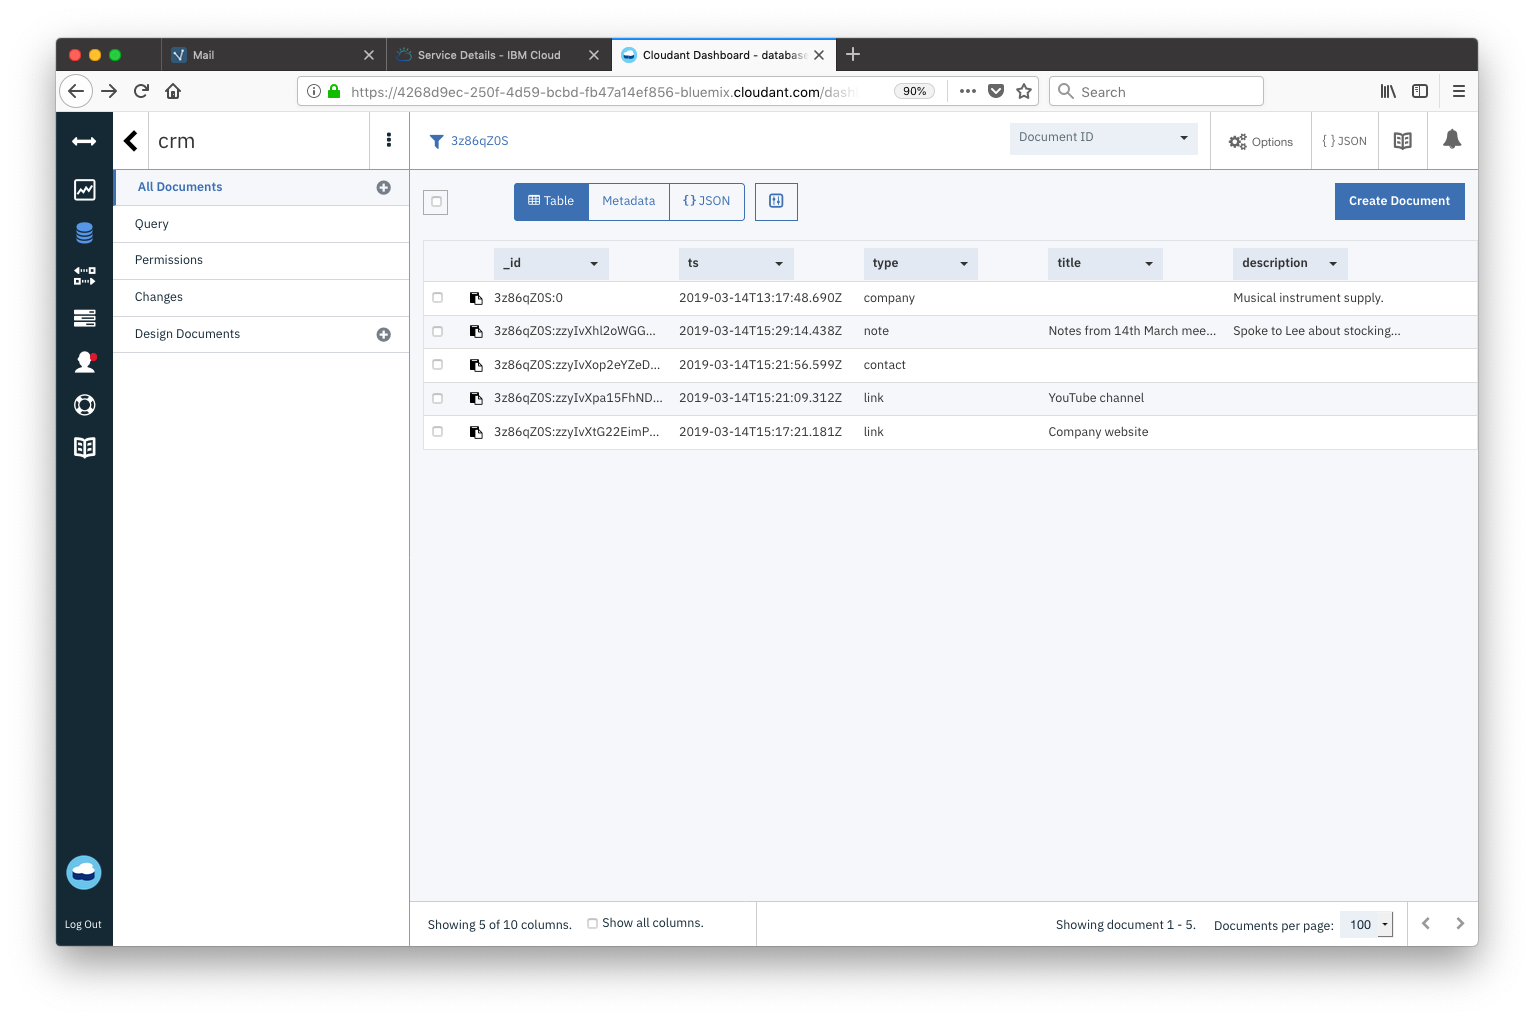 Mail
Service Details - IBM Cloud
Cloudant Dashboard - database
https://4268d9ec-250f-4d59-bcbd-fb47a14ef856-bluemix.cloudant.com/dash
90%
Search
crm
3z86qZ0S
Document ID
Options
{ } JSON
All Documents
Query
Permissions
Changes
Design Documents
Table
Metadata
{ } JSON
Create Document
_id ts type title description
3z86qZ0S:0 2019-03-14T13:17:48.690Z company Musical instrument supply.
3z86qZ0S:zzyIvXhl2oWGG... 2019-03-14T15:29:14.438Z note Notes from 14th March mee... Spoke to Lee about stocking...
3z86qZ0S:zzyIvXop2eYZeD... 2019-03-14T15:21:56.599Z contact
3z86qZ0S:zzyIvXpa15FhND... 2019-03-14T15:21:09.312Z link YouTube channel
3z86qZ0S:zzyIvXtG22EimP... 2019-03-14T15:17:21.181Z link Company website
Log Out
Showing 5 of 10 columns.
Show all columns.
Showing document 1 - 5.
Documents per page: 100